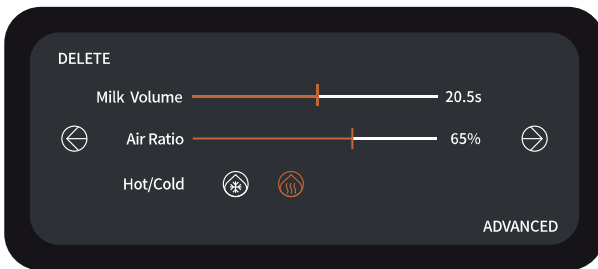 DELETE
Milk Volume 20.5s
Air Ratio 65%
Hot/Cold
ADVANCED